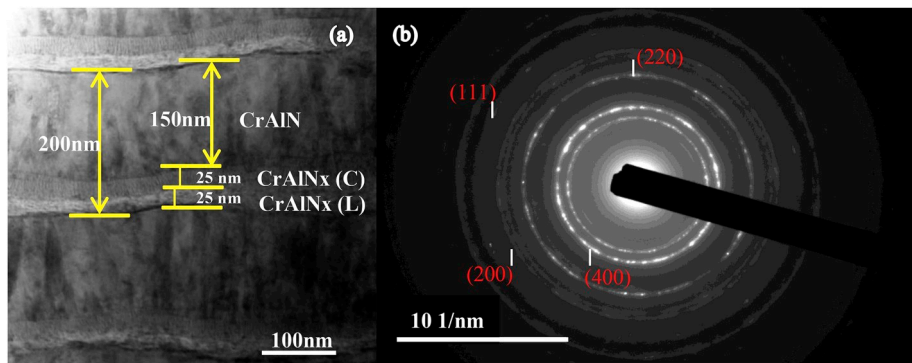 (a)
200nm
150nm
CrAlN
25 nm
CrAlNx (C)
25 nm
CrAlNx (L)
100nm
(b)
(220)
(111)
(200)
(400)
10 1/nm